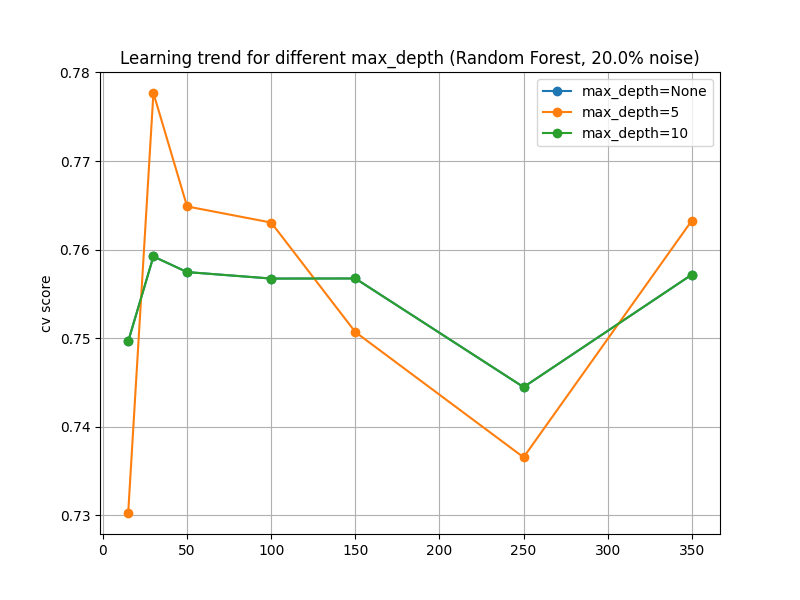 Learning trend for different max_depth (Random Forest, 20.0% noise)
max_depth=None
max_depth=5
max_depth=10
cv score
0.78
0.77
0.76
0.75
0.74
0.73
0 50 100 150 200 250 300 350